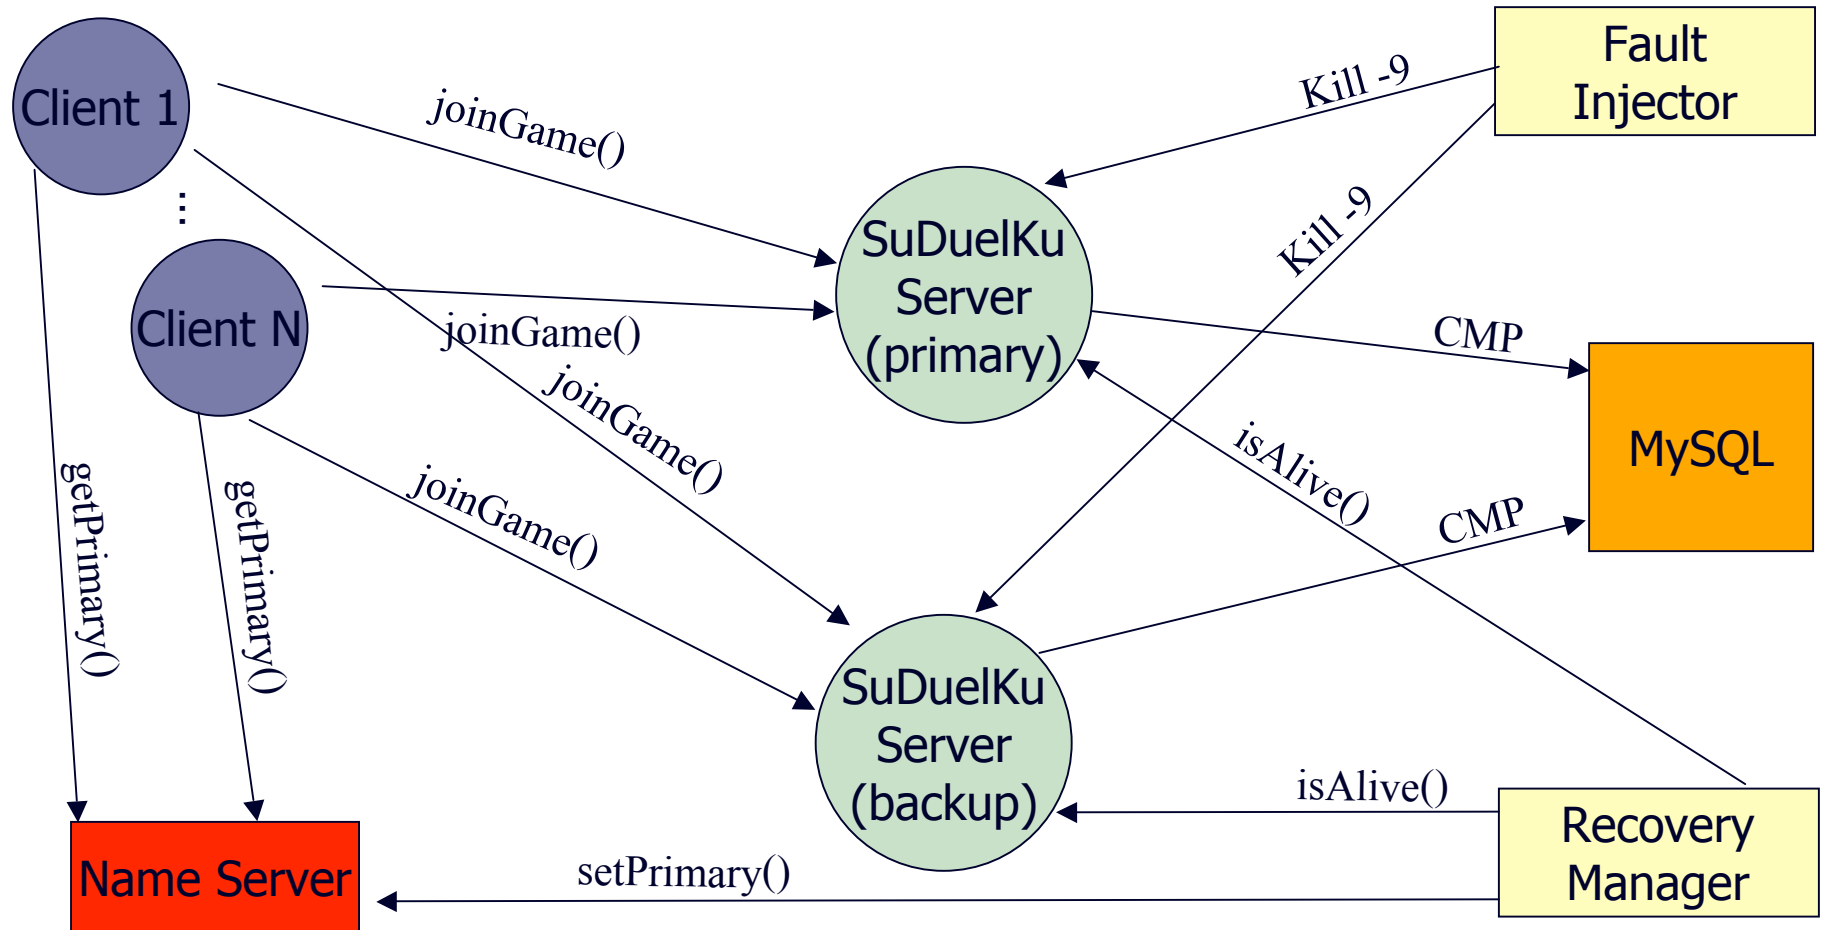 Client 1
...
Client N
joinGame()
joinGame()
joinGame()
joinGame()
getPrimary()
getPrimary()
Name Server
SuDuelKu
Server
(primary)
SuDuelKu
Server
(backup)
Kill -9
Kill -9
Fault
Injector
CMP
CMP
MySQL
isAlive()
isAlive()
setPrimary()
Recovery
Manager